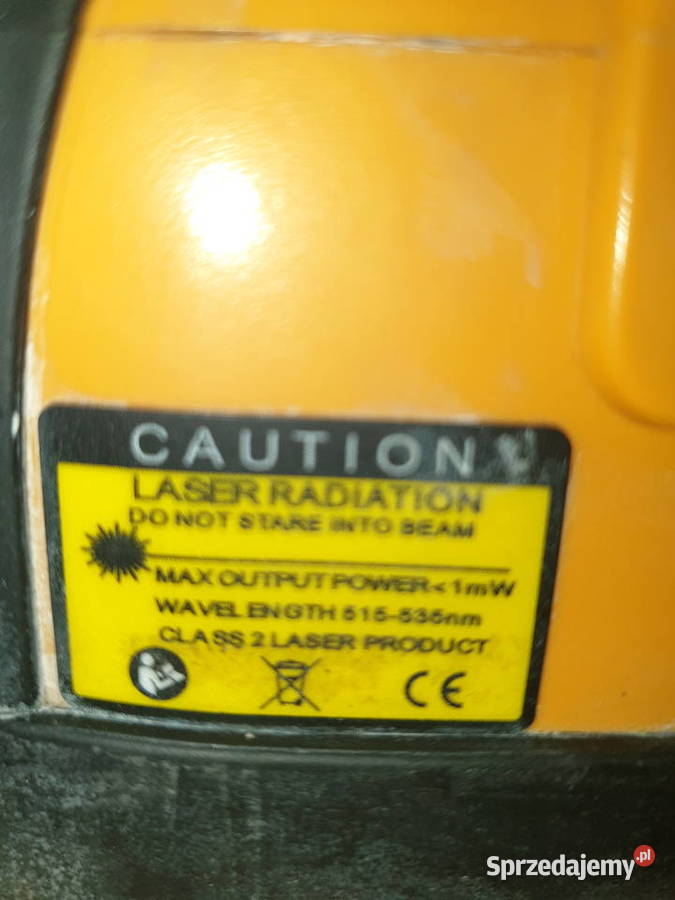 CAUTION
LASER RADIATION
DO NOT STARE INTO BEAM
MAX OUTPUT POWER<1mW
WAVELENGTH 515-535nm
CLASS 2 LASER PRODUCT
CE
Sprzedajemy.pl